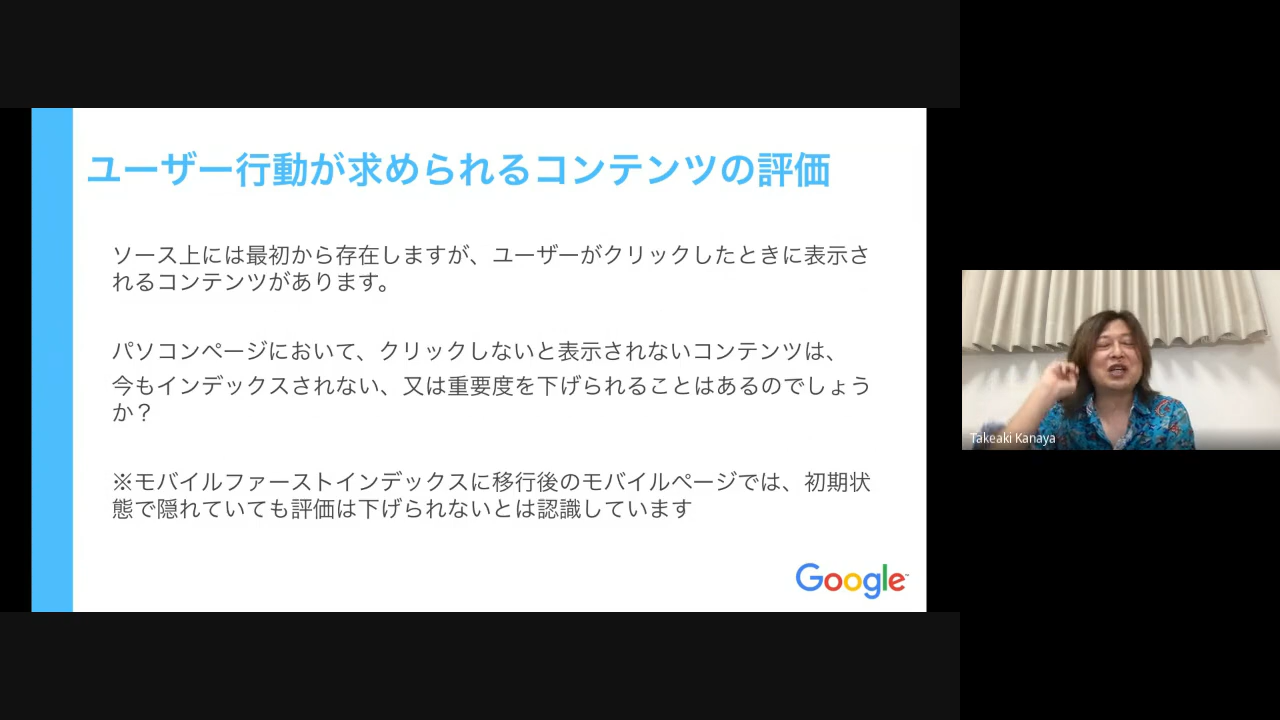 ユーザー行動が求められるコンテンツの評価
ソース上には最初から存在しますが、ユーザーがクリックしたときに表示さ
れるコンテンツがあります。
パソコンページにおいて、クリックしないと表示されないコンテンツは、
今もインデックスされない、又は重要度を下げられることはあるのでしょう
か？
※モバイルファーストインデックスに移行後のモバイルページでは、初期状
態で隠れていても評価は下げられないとは認識しています
Google
Takeaki Kanaya